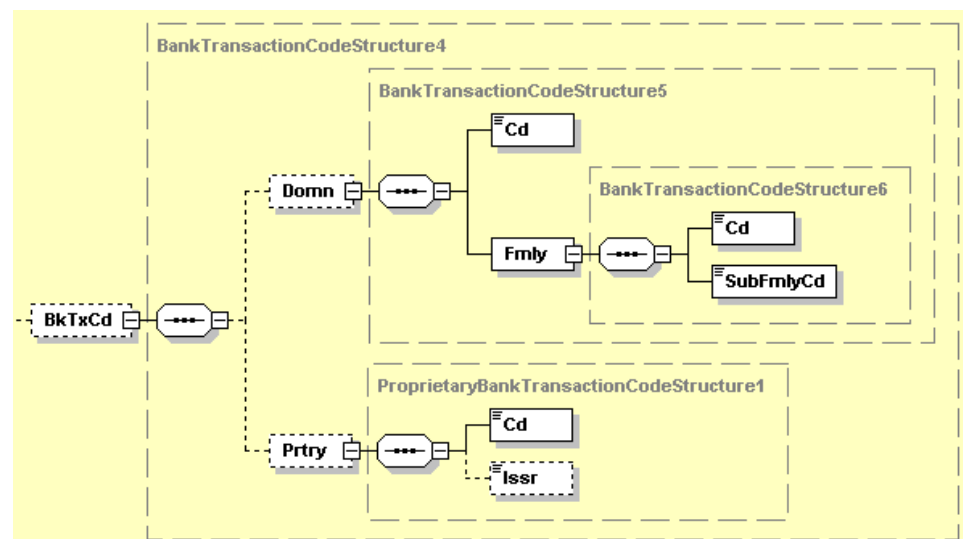 BankTransactionCodeStructure4
BankTransactionCodeStructure5
Cd
Domn
BankTransactionCodeStructure6
Cd
Fmly
SubFmlyCd
BkTxCd
ProprietaryBankTransactionCodeStructure1
Cd
Prtry
Issr